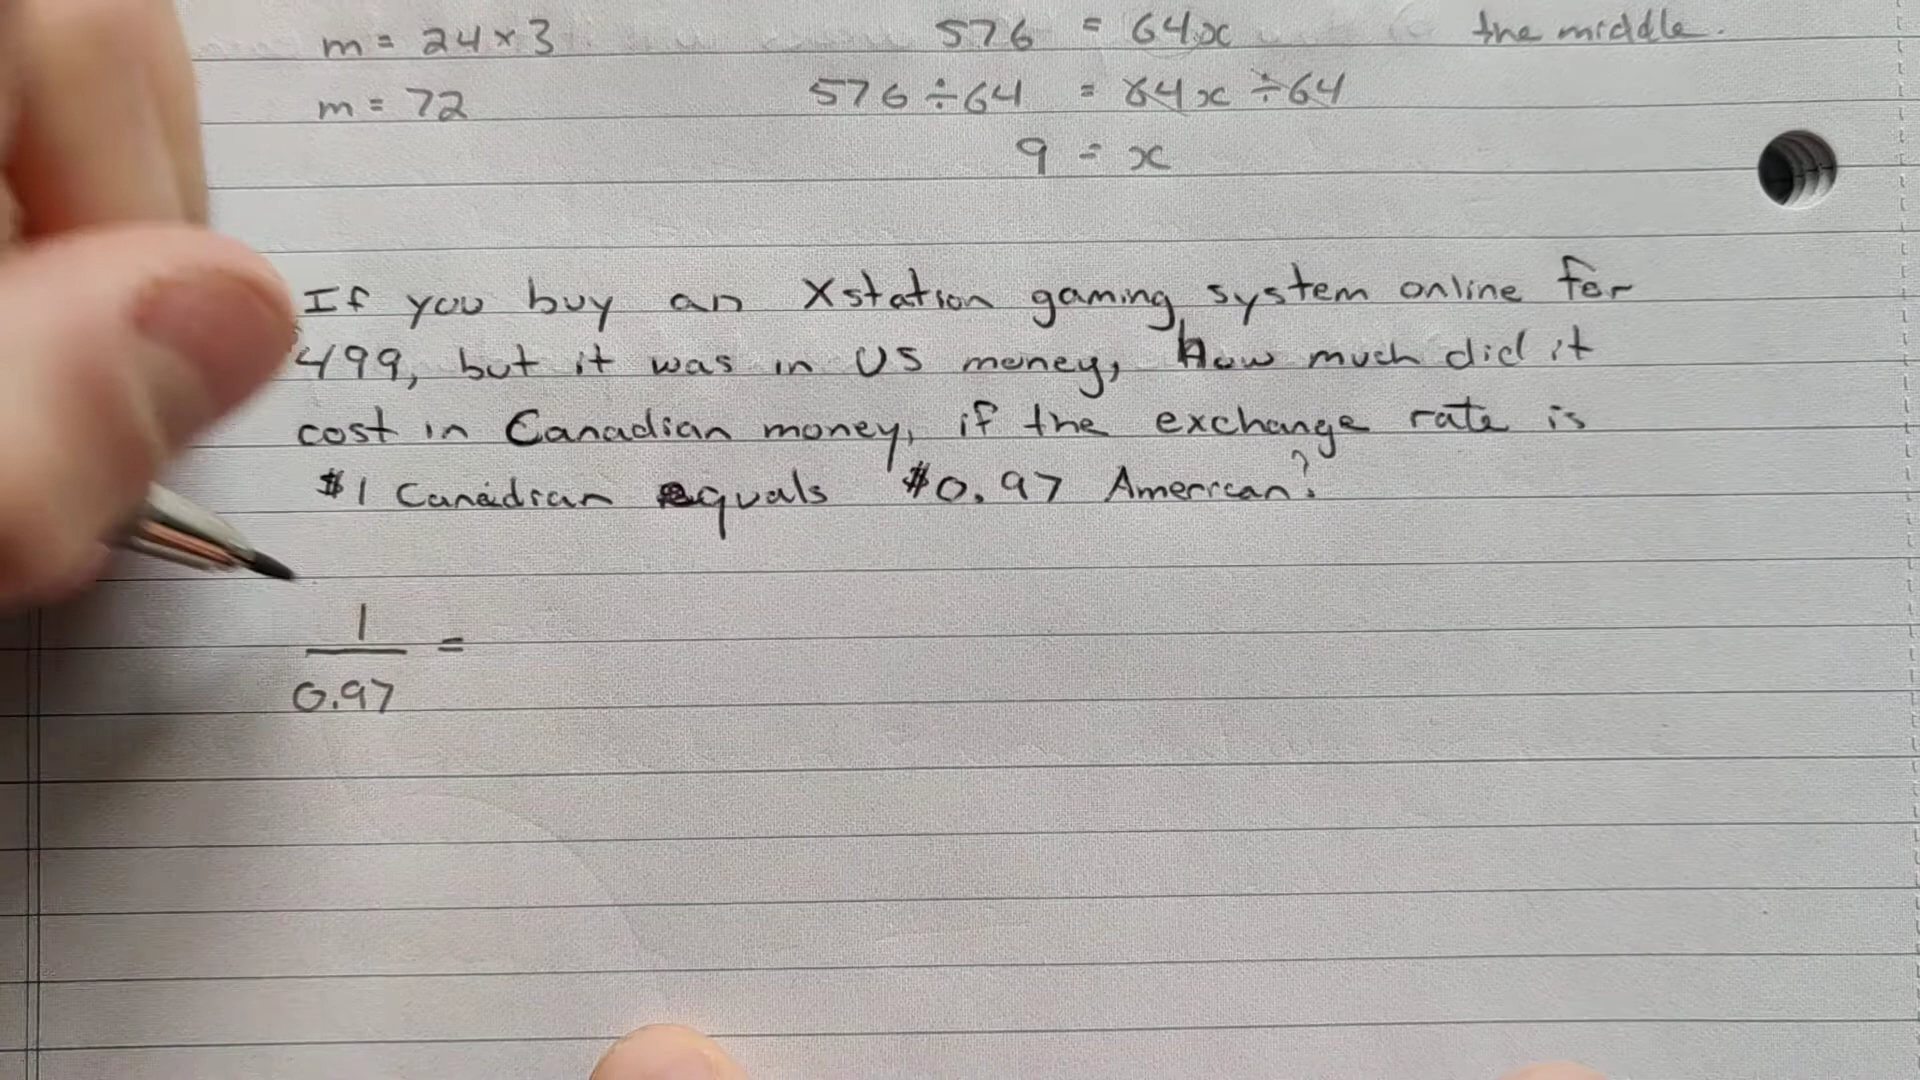 m = 24 × 3
576 = 64x
the middle.
m = 72
576 ÷ 64 = 64x ÷ 64
9 = x
If you buy an Xstation gaming system online for
499, but it was in US money, How much did it
cost in Canadian money, if the exchange rate is
$1 Canadian equals $0.97 American?
1
=
0.97